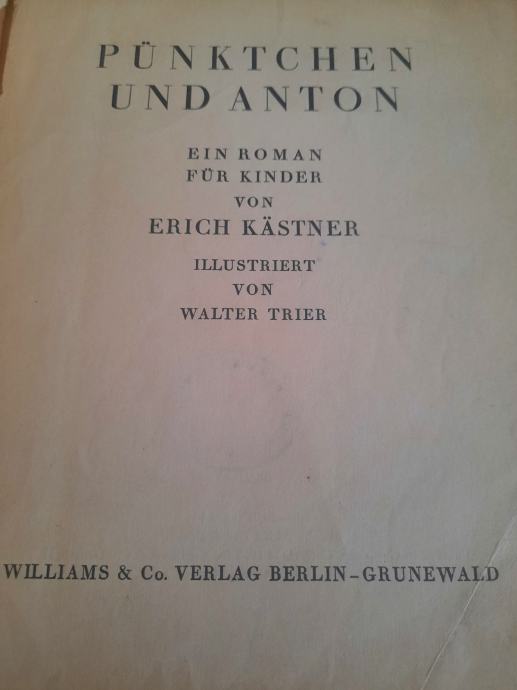 PÜNKTCHEN
UND ANTON
EIN ROMAN
FÜR KINDER
VON
ERICH KÄSTNER
ILLUSTRIERT
VON
WALTER TRIER
WILLIAMS & Co. VERLAG BERLIN-GRUNEWALD